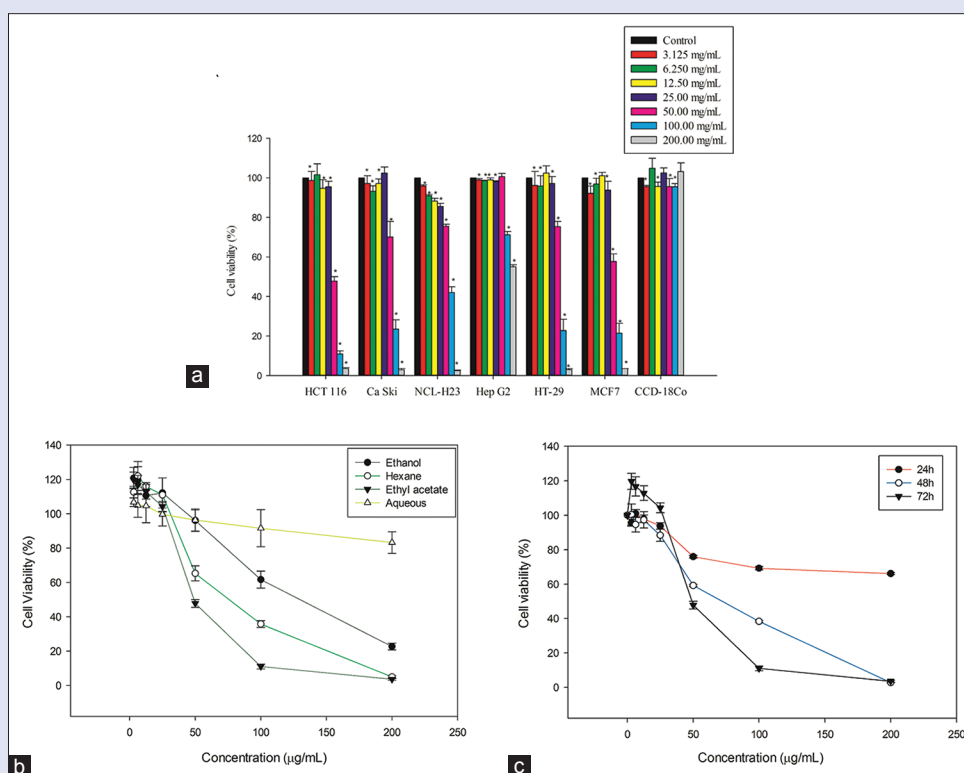 Control
3.125 mg/mL
6.250 mg/mL
12.50 mg/mL
25.00 mg/mL
50.00 mg/mL
100.00 mg/mL
200.00 mg/mL
120
100
80
60
40
20
0
Cell viability (%)
HCT 116 Ca Ski NCL-H23 Hep G2 HT-29 MCF7 CCD-18Co
a
140
120
100
80
60
40
20
0
Cell Viability (%)
Ethanol
Hexane
Ethyl acetate
Aqueous
0 50 100 150 200 250
Concentration (µg/mL)
b
140
120
100
80
60
40
20
0
Cell viability (%)
24h
48h
72h
0 50 100 150 200 250
Concentration (µg/mL)
c